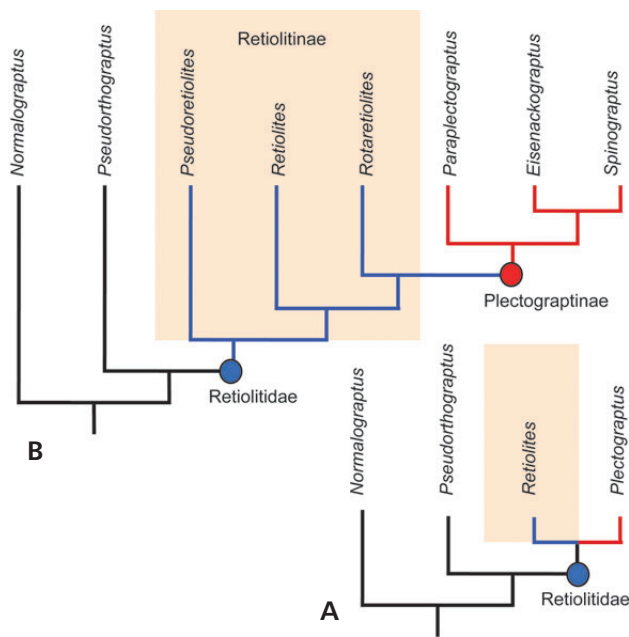 Retiolitinae
Normalograptus
Pseudorthograptus
Pseudoretiolites
Retiolites
Rotaretiolites
Paraplectograptus
Eisenackograptus
Spinograptus
Plectograptinae
Retiolitidae
B
Normalograptus
Pseudorthograptus
Retiolites
Plectograptus
A
Retiolitidae